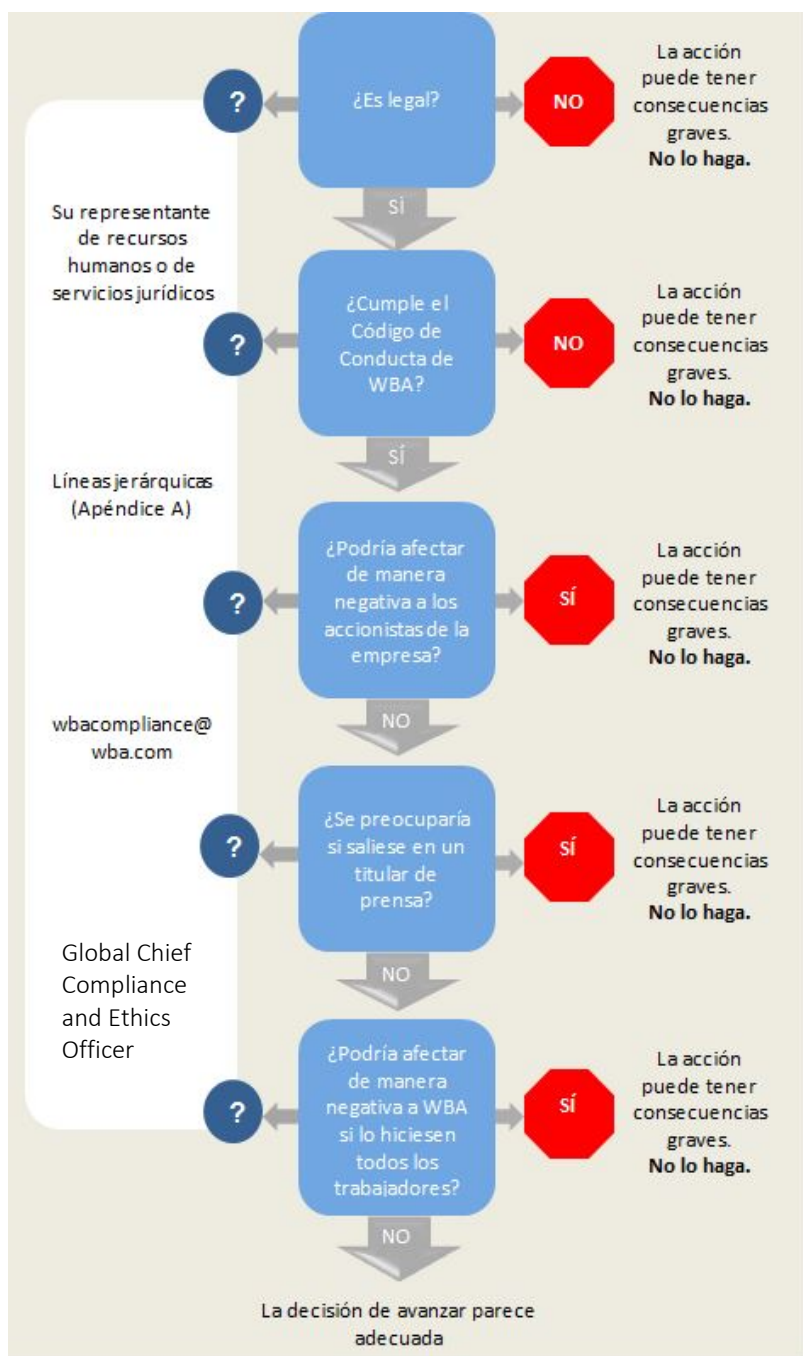 ?
¿Es legal?
NO
La acción
puede tener
consecuencias
graves.
No lo haga.
SÍ
Su representante
de recursos
humanos o de
servicios jurídicos
?
¿Cumple el
Código de
Conducta de
WBA?
NO
La acción
puede tener
consecuencias
graves.
No lo haga.
SÍ
Líneas jerárquicas
(Apéndice A)
?
¿Podría afectar
de manera
negativa a los
accionistas de la
empresa?
SÍ
La acción
puede tener
consecuencias
graves.
No lo haga.
NO
wbacompliance@
wba.com
?
¿Se preocuparía
si saliese en un
titular de
prensa?
SÍ
La acción
puede tener
consecuencias
graves.
No lo haga.
NO
Global Chief
Compliance
and Ethics
Officer
?
¿Podría afectar
de manera
negativa a WBA
si lo hiciesen
todos los
trabajadores?
SÍ
La acción
puede tener
consecuencias
graves.
No lo haga.
NO
La decisión de avanzar parece
adecuada